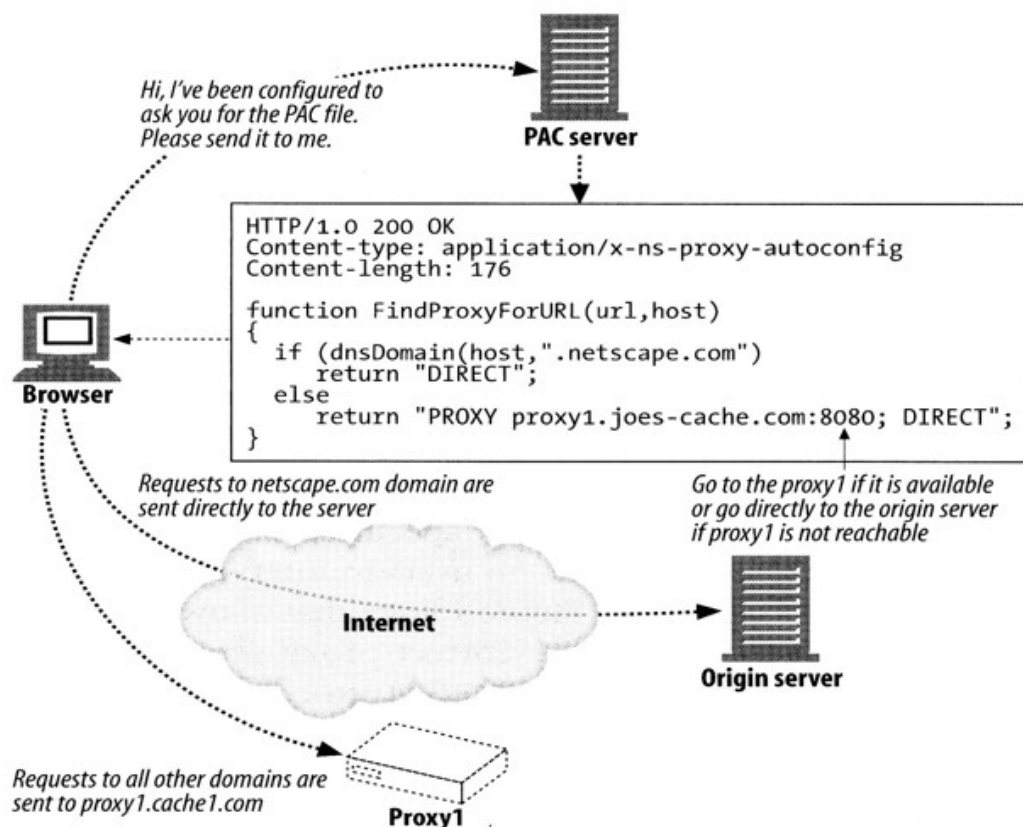 Hi, I've been configured to
ask you for the PAC file.
Please send it to me.
PAC server
HTTP/1.0 200 OK
Content-type: application/x-ns-proxy-autoconfig
Content-length: 176
function FindProxyForURL(url,host)
{
if (dnsDomain(host,".netscape.com")
return "DIRECT";
else
return "PROXY proxy1.joes-cache.com:8080; DIRECT";
}
Browser
Requests to netscape.com domain are
sent directly to the server
Go to the proxy1 if it is available
or go directly to the origin server
if proxy1 is not reachable
Internet
Origin server
Requests to all other domains are
sent to proxy1.cache1.com
Proxy1